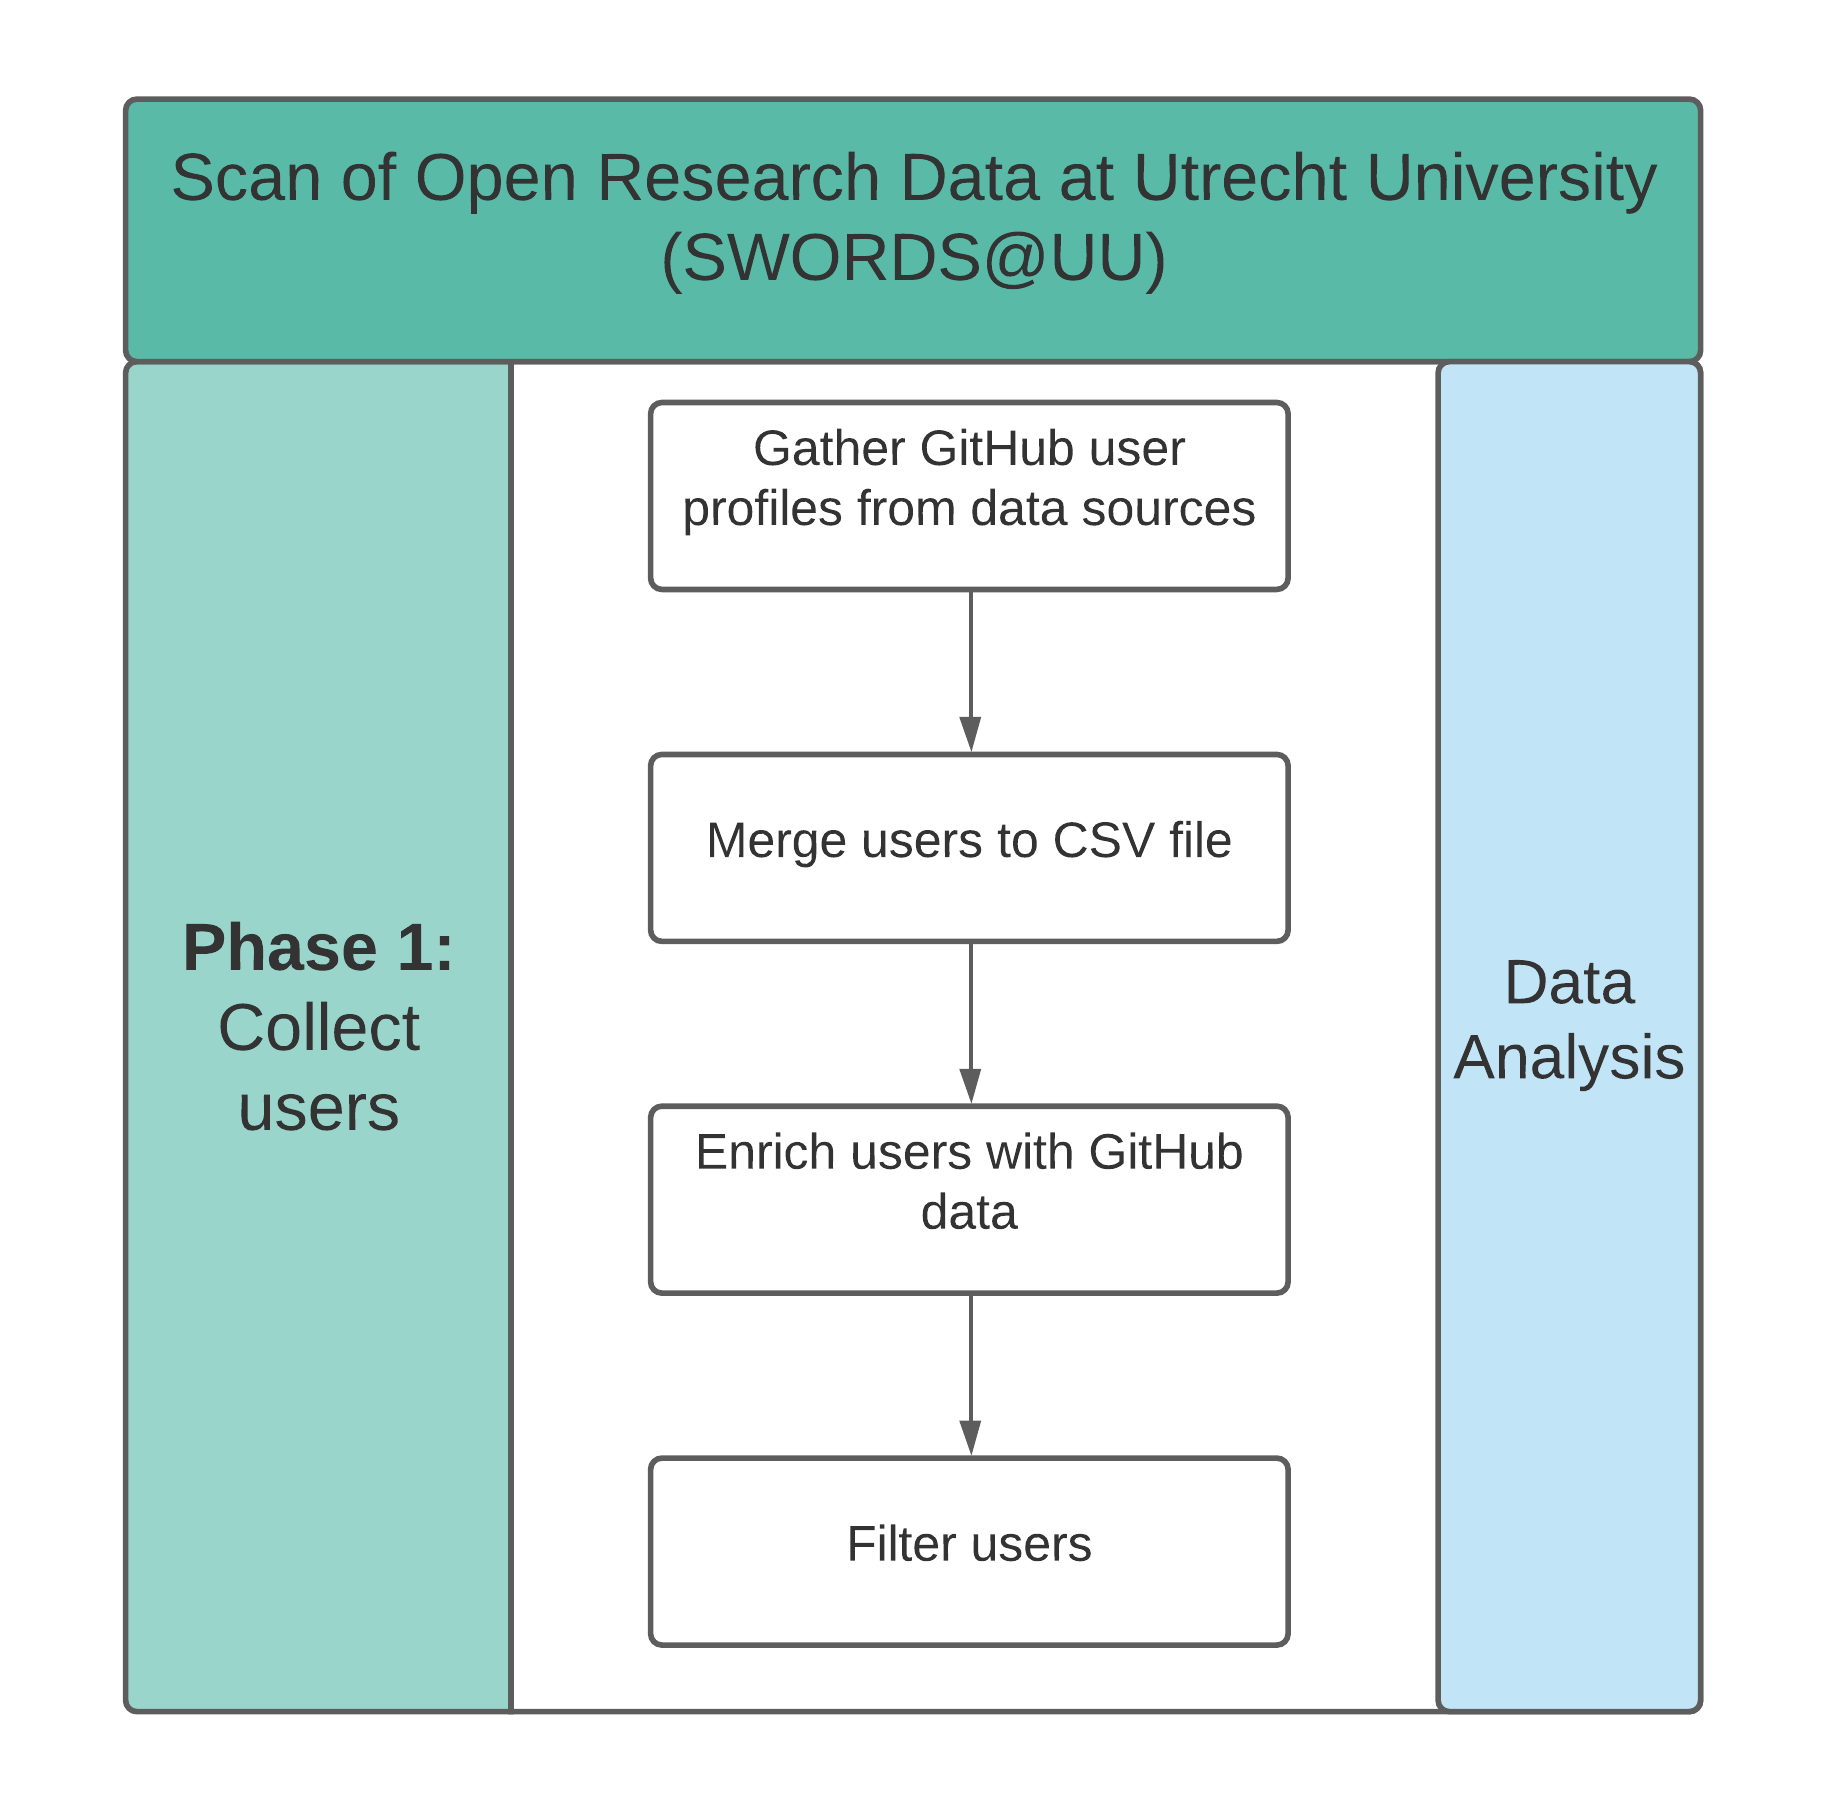 Scan of Open Research Data at Utrecht University
(SWORDS@UU)
Phase 1:
Collect
users
Gather GitHub user
profiles from data sources
Merge users to CSV file
Enrich users with GitHub
data
Filter users
Data
Analysis